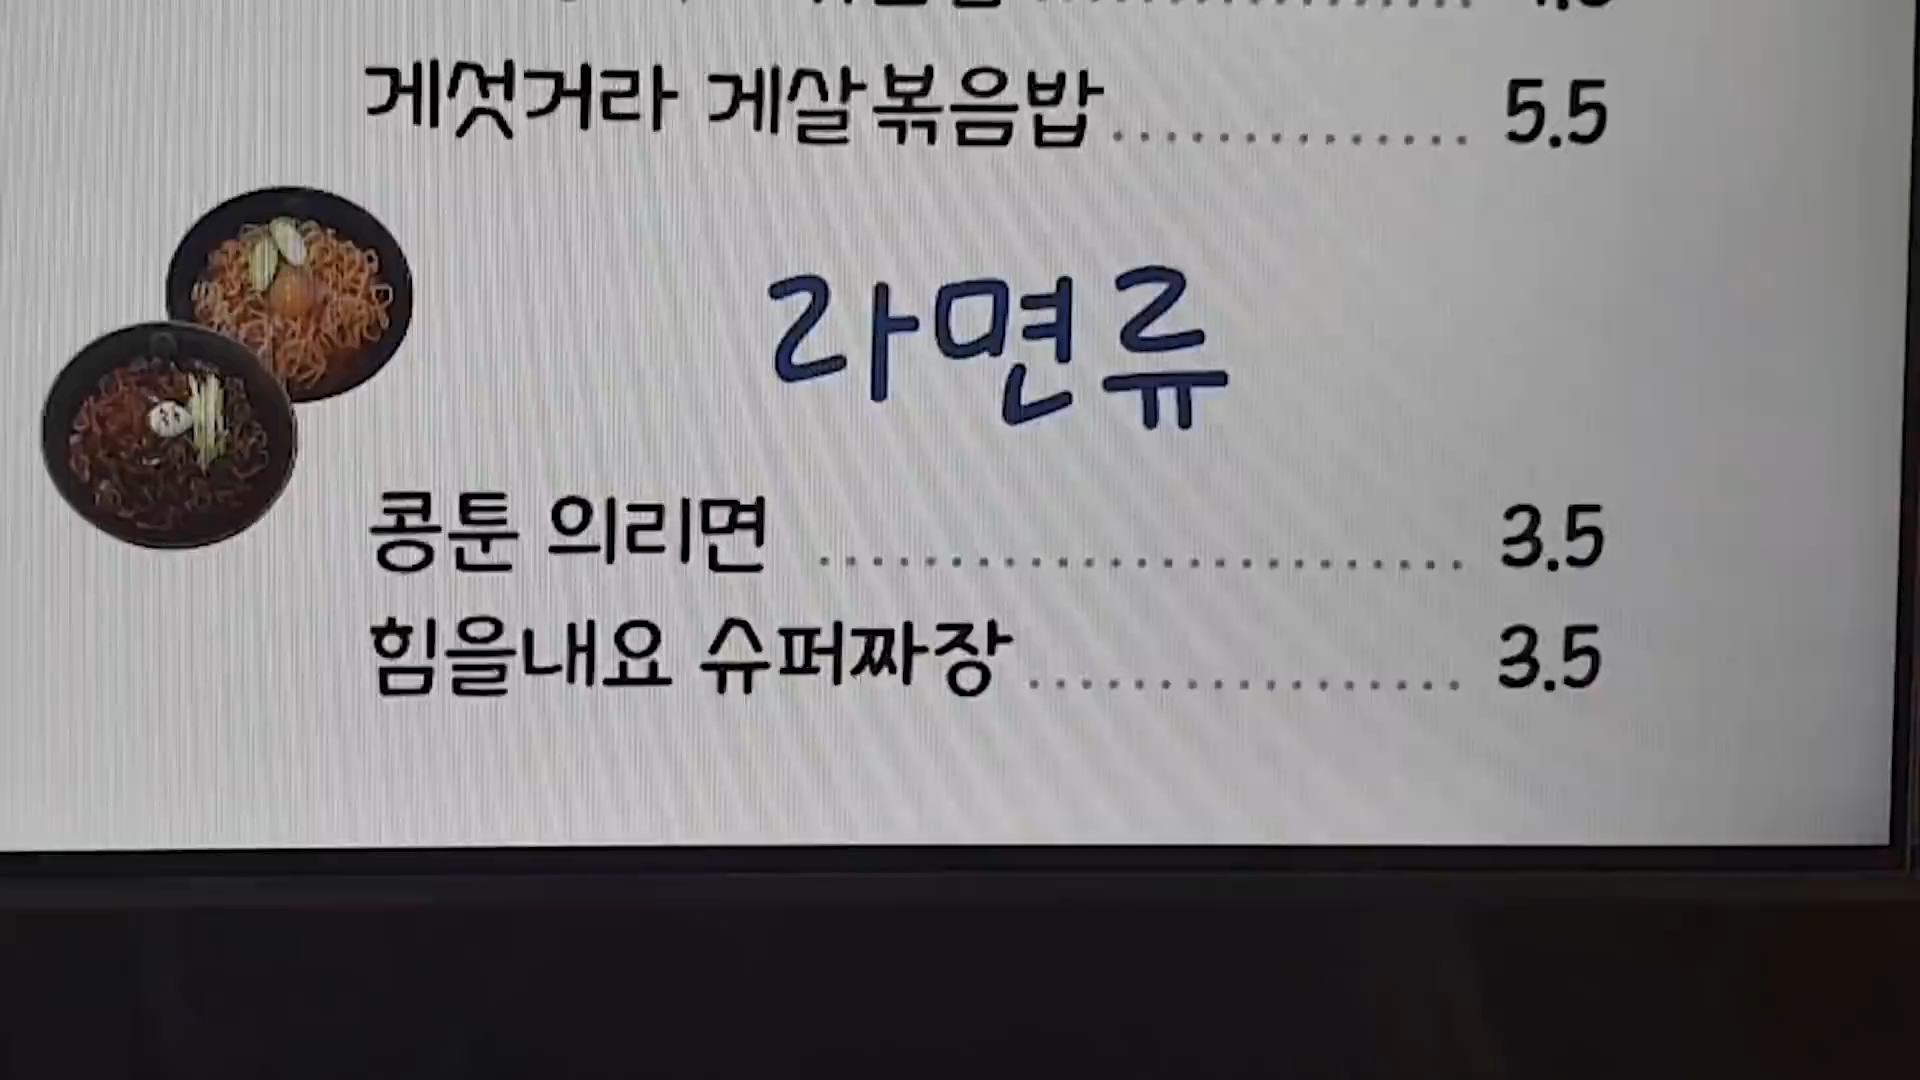 게섯거라 게살볶음밥.............. 5.5
라면류
콩툰 의리면 ......................... 3.5
힘을내요 슈퍼짜장................. 3.5